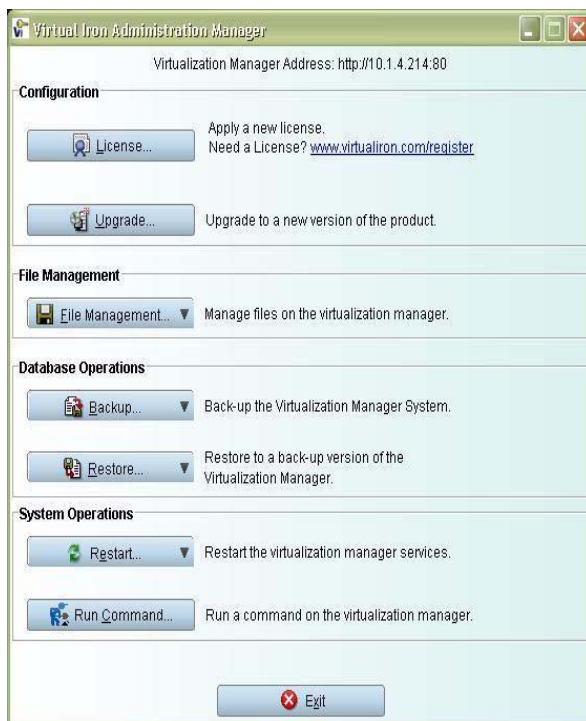 Virtual Iron Administration Manager
Virtualization Manager Address: http://10.1.4.214:80
Configuration
License...
Apply a new license.
Need a License? www.virtualiron.com/register
Upgrade...
Upgrade to a new version of the product.
File Management
File Management...
Manage files on the virtualization manager.
Database Operations
Backup...
Back-up the Virtualization Manager System.
Restore...
Restore to a back-up version of the
Virtualization Manager.
System Operations
Restart...
Restart the virtualization manager services.
Run Command...
Run a command on the virtualization manager.
Exit